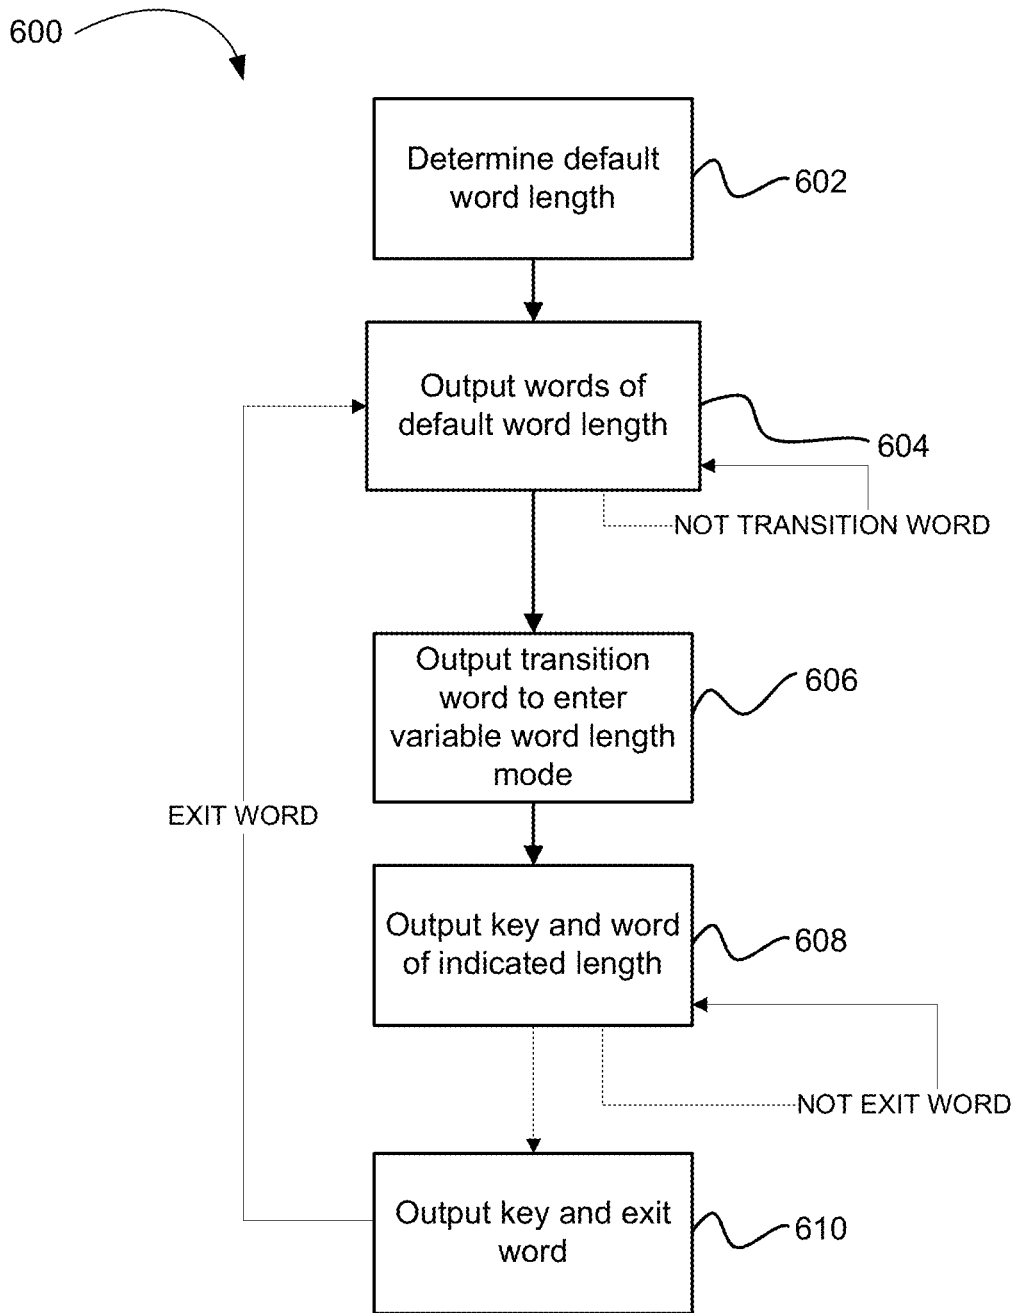 600
Determine default
word length
602
Output words of
default word length
604
NOT TRANSITION WORD
Output transition
word to enter
variable word length
mode
606
EXIT WORD
Output key and word
of indicated length
608
NOT EXIT WORD
Output key and exit
word
610